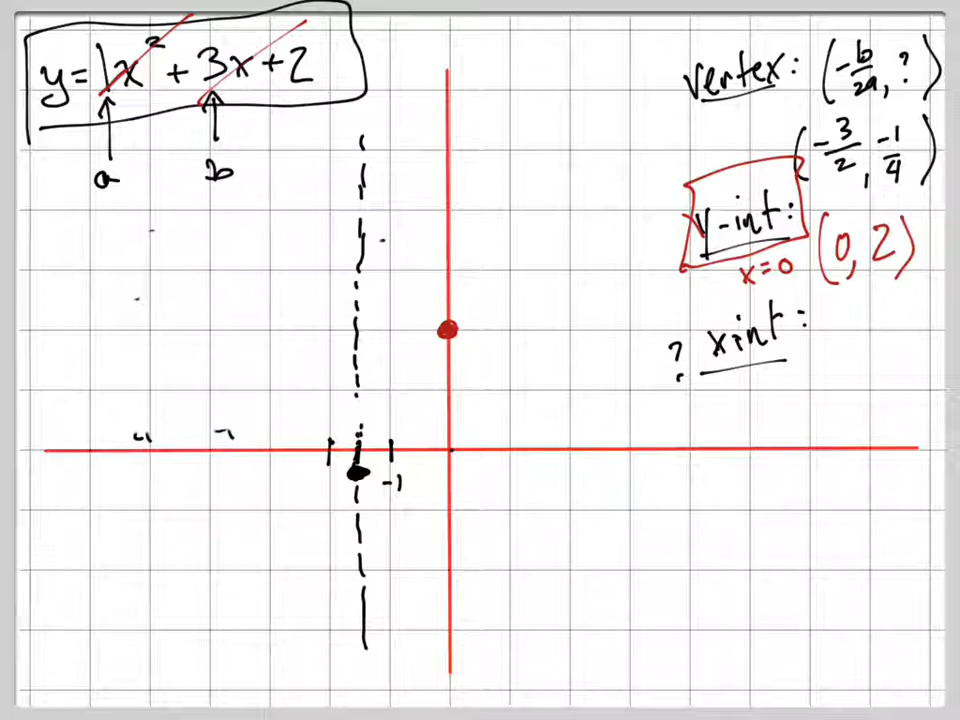 y = 1x² + 3x + 2
a
b
vertex: (-b/2a, ?)
(-3/2, -1/4)
y-int: (0, 2)
x=0
? xint:
-1